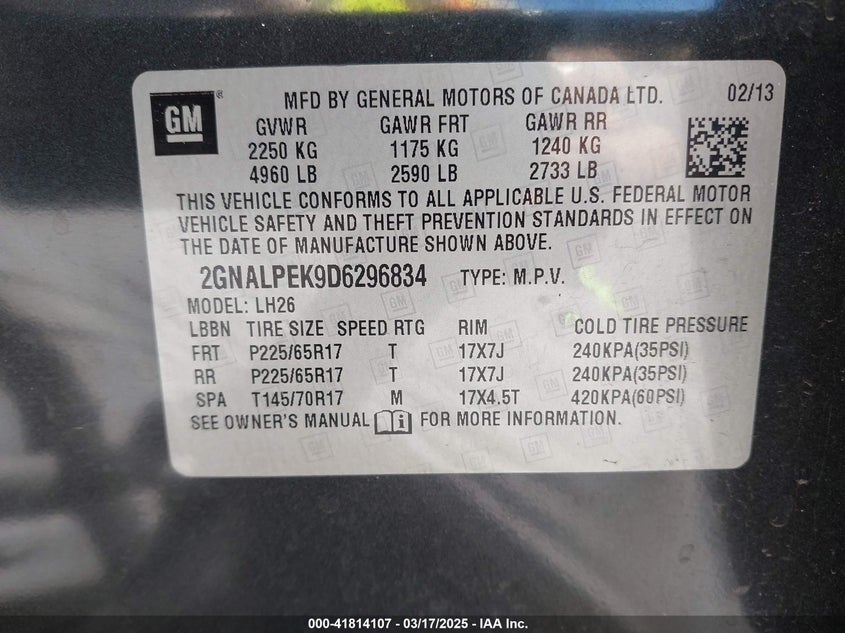 GM® MFD BY GENERAL MOTORS OF CANADA LTD. 02/13
GVWR GAWR FRT GAWR RR
2250 KG 1175 KG 1240 KG
4960 LB 2590 LB 2733 LB
THIS VEHICLE CONFORMS TO ALL APPLICABLE U.S. FEDERAL MOTOR
VEHICLE SAFETY AND THEFT PREVENTION STANDARDS IN EFFECT ON
THE DATE OF MANUFACTURE SHOWN ABOVE.
2GNALPEK9D6296834 TYPE: M.P.V.
MODEL: LH26
LBBN TIRE SIZE SPEED RTG RIM COLD TIRE PRESSURE
FRT P225/65R17 T 17X7J 240KPA(35PSI)
RR P225/65R17 T 17X7J 240KPA(35PSI)
SPA T145/70R17 M 17X4.5T 420KPA(60PSI)
SEE OWNER'S MANUAL i FOR MORE INFORMATION.
000-41814107 - 03/17/2025 - IAA Inc.